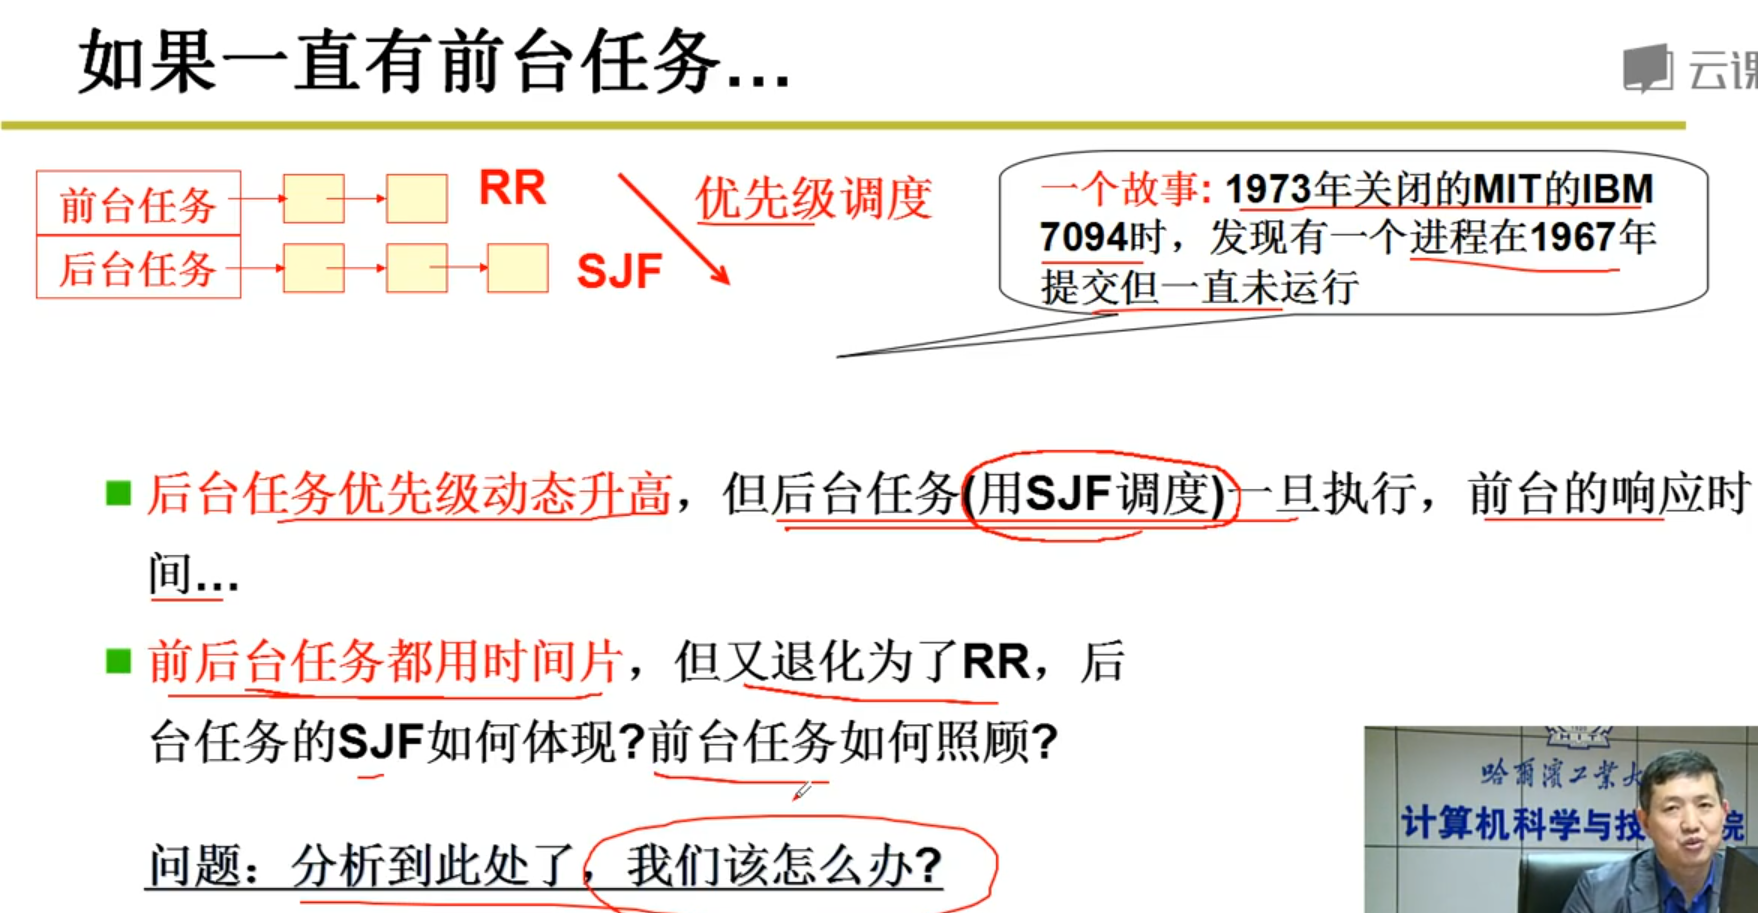 如果一直有前台任务...
云课
前台任务
RR
优先级调度
后台任务
SJF
一个故事: 1973年关闭的MIT的IBM
7094时，发现有一个进程在1967年
提交但一直未运行
后台任务优先级动态升高，但后台任务(用SJF调度)一旦执行，前台的响应时
间...
前后台任务都用时间片，但又退化为了RR，后
台任务的SJF如何体现?前台任务如何照顾?
问题：分析到此处了，我们该怎么办?
HIT
哈爾濱工業大
计算机科学与技
院